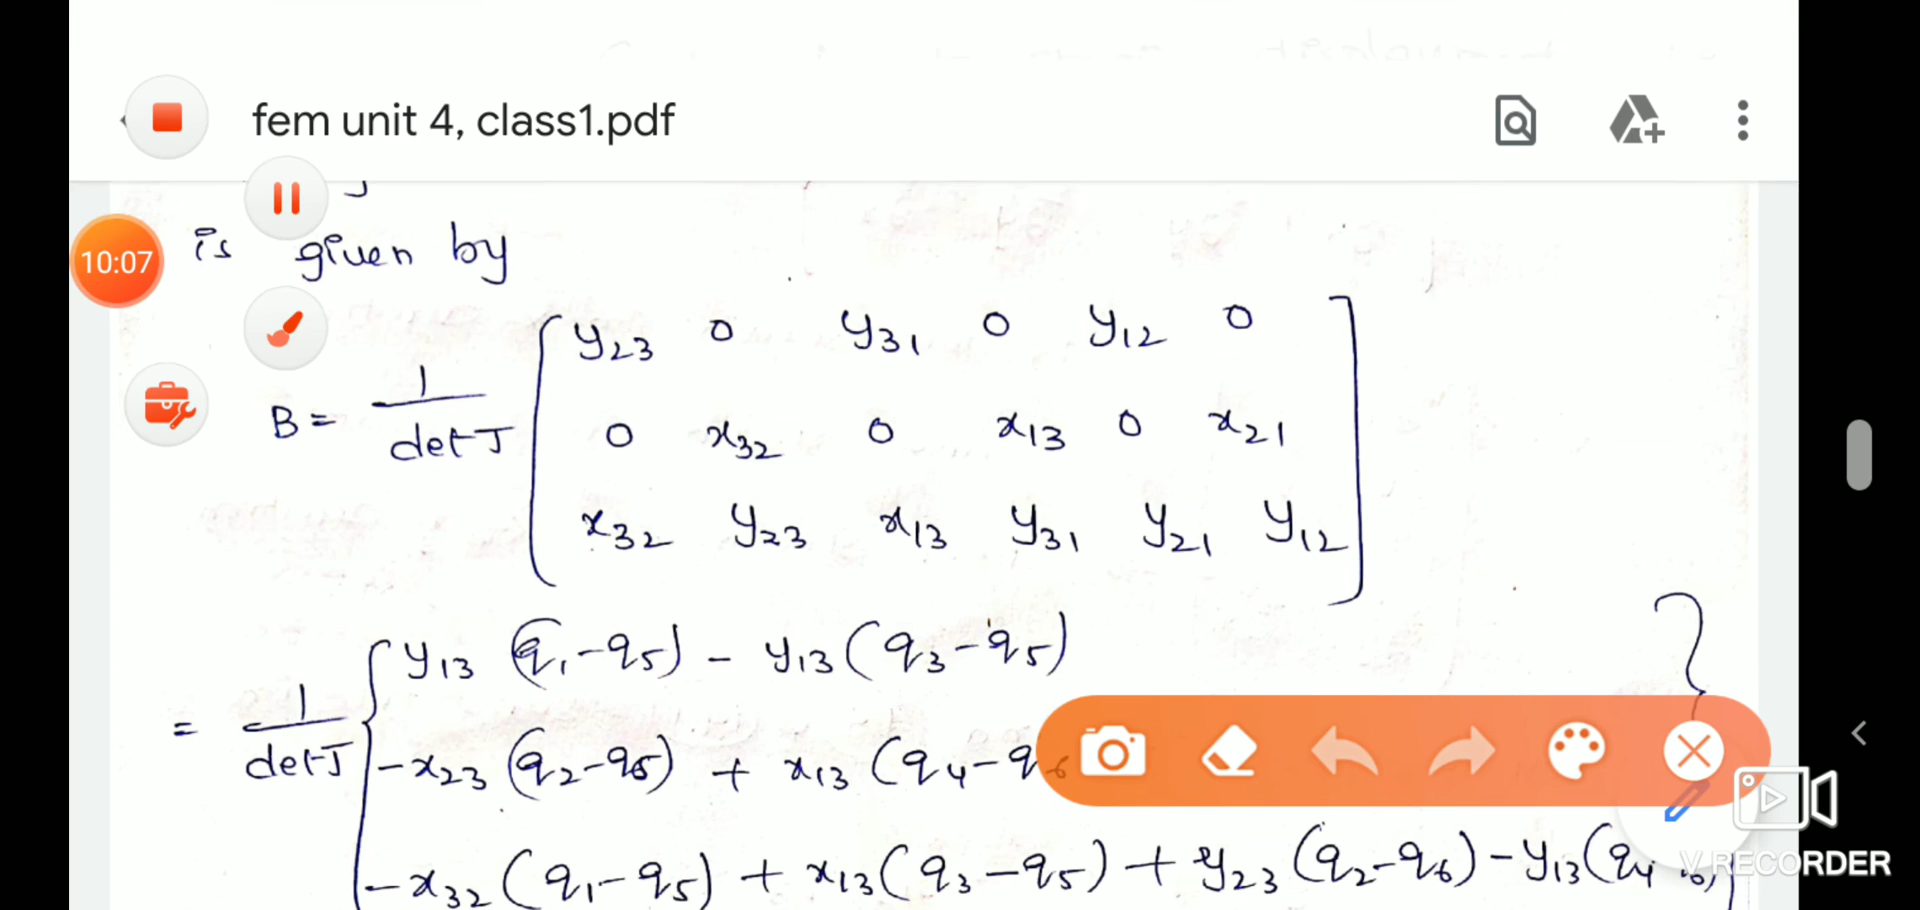 fem unit 4, class1.pdf
10:07
is given by
B = 1/detJ [ y23 0 y31 0 y12 0
0 x32 0 x13 0 x21
x32 y23 x13 y31 y21 y12 ]
= 1/detJ { y13 (q1-q5) - y13 (q3-q5)
-x23 (q2-q6) + x13 (q4-q6
-x32 (q1-q5) + x13 (q3-q5) + y23 (q2-q6) - y13 (q4 }
V RECORDER